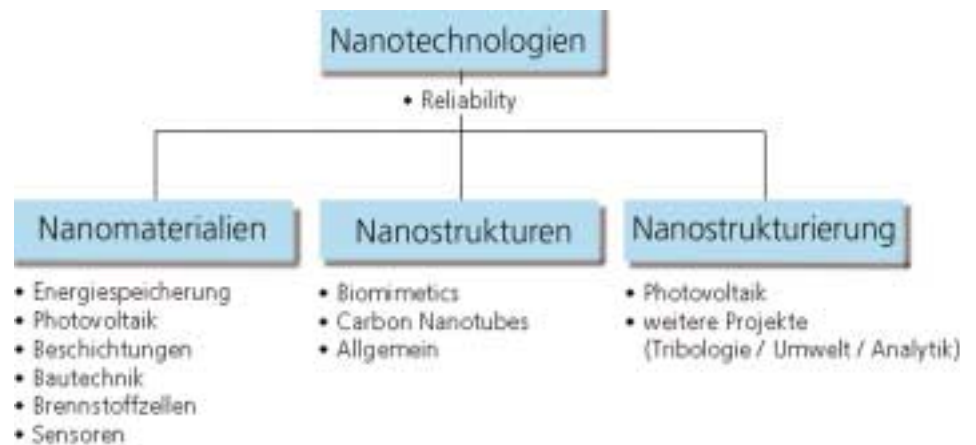 Nanotechnologien
• Reliability
Nanomaterialien
• Energiespeicherung
• Photovoltaik
• Beschichtungen
• Bautechnik
• Brennstoffzellen
• Sensoren
Nanostrukturen
• Biomimetics
• Carbon Nanotubes
• Allgemein
Nanostrukturierung
• Photovoltaik
• weitere Projekte
(Tribologie / Umwelt / Analytik)